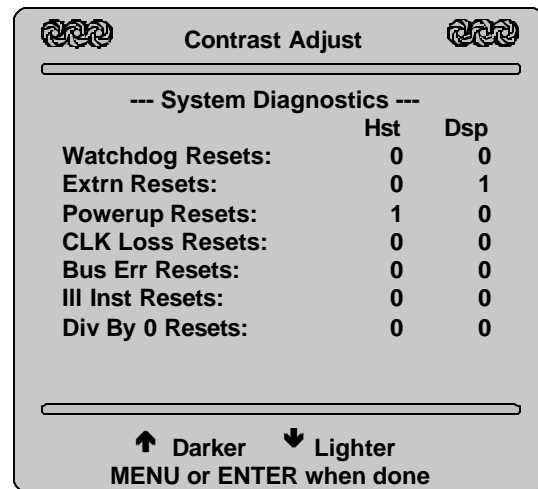 Contrast Adjust
--- System Diagnostics ---
Hst Dsp
Watchdog Resets: 0 0
Extrn Resets: 0 1
Powerup Resets: 1 0
CLK Loss Resets: 0 0
Bus Err Resets: 0 0
Ill Inst Resets: 0 0
Div By 0 Resets: 0 0
↑ Darker ↓ Lighter
MENU or ENTER when done